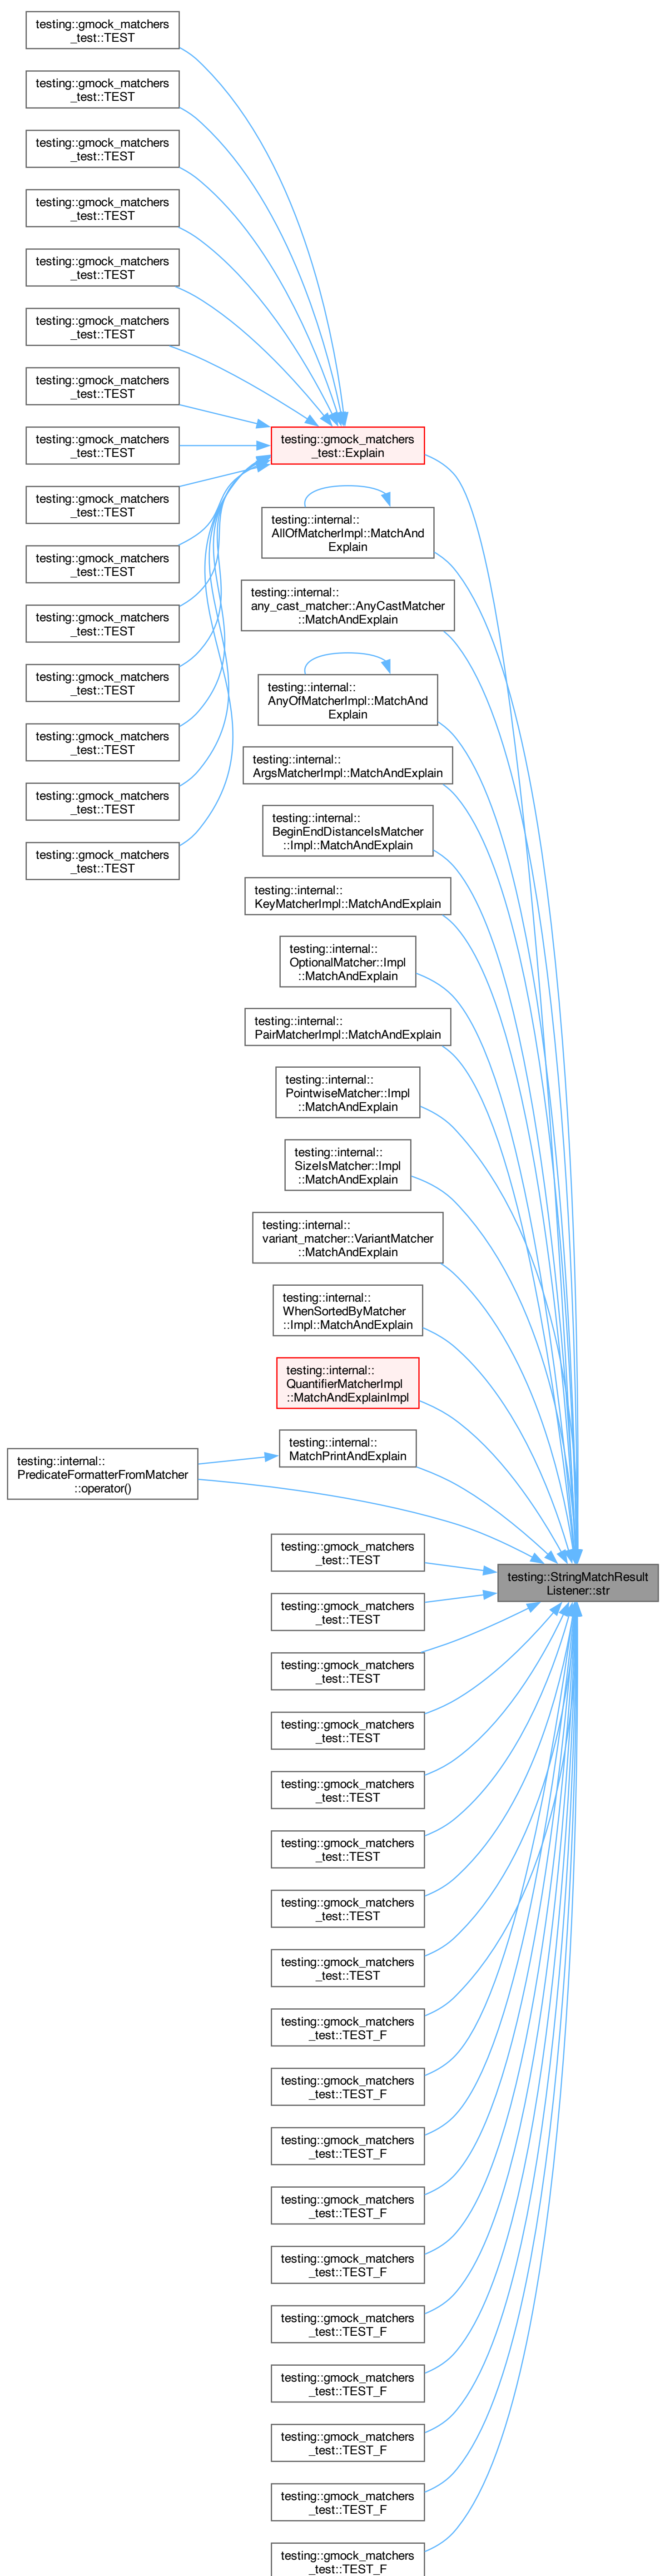 testing::gmock_matchers
_test::TEST
testing::gmock_matchers
_test::TEST
testing::gmock_matchers
_test::TEST
testing::gmock_matchers
_test::TEST
testing::gmock_matchers
_test::TEST
testing::gmock_matchers
_test::TEST
testing::gmock_matchers
_test::TEST
testing::gmock_matchers
_test::TEST
testing::gmock_matchers
_test::TEST
testing::gmock_matchers
_test::TEST
testing::gmock_matchers
_test::TEST
testing::gmock_matchers
_test::TEST
testing::gmock_matchers
_test::TEST
testing::gmock_matchers
_test::TEST
testing::gmock_matchers
_test::TEST
testing::gmock_matchers
_test::Explain
testing::internal::
AllOfMatcherImpl::MatchAnd
Explain
testing::internal::
any_cast_matcher::AnyCastMatcher
::MatchAndExplain
testing::internal::
AnyOfMatcherImpl::MatchAnd
Explain
testing::internal::
ArgsMatcherImpl::MatchAndExplain
testing::internal::
BeginEndDistanceIsMatcher
::Impl::MatchAndExplain
testing::internal::
KeyMatcherImpl::MatchAndExplain
testing::internal::
OptionalMatcher::Impl
::MatchAndExplain
testing::internal::
PairMatcherImpl::MatchAndExplain
testing::internal::
PointwiseMatcher::Impl
::MatchAndExplain
testing::internal::
SizeIsMatcher::Impl
::MatchAndExplain
testing::internal::
variant_matcher::VariantMatcher
::MatchAndExplain
testing::internal::
WhenSortedByMatcher
::Impl::MatchAndExplain
testing::internal::
QuantifierMatcherImpl
::MatchAndExplainImpl
testing::internal::
MatchPrintAndExplain
testing::internal::
PredicateFormatterFromMatcher
::operator()
testing::gmock_matchers
_test::TEST
testing::StringMatchResult
Listener::str
testing::gmock_matchers
_test::TEST
testing::gmock_matchers
_test::TEST
testing::gmock_matchers
_test::TEST
testing::gmock_matchers
_test::TEST
testing::gmock_matchers
_test::TEST
testing::gmock_matchers
_test::TEST
testing::gmock_matchers
_test::TEST
testing::gmock_matchers
_test::TEST_F
testing::gmock_matchers
_test::TEST_F
testing::gmock_matchers
_test::TEST_F
testing::gmock_matchers
_test::TEST_F
testing::gmock_matchers
_test::TEST_F
testing::gmock_matchers
_test::TEST_F
testing::gmock_matchers
_test::TEST_F
testing::gmock_matchers
_test::TEST_F
testing::gmock_matchers
_test::TEST_F
testing::gmock_matchers
_test::TEST_F